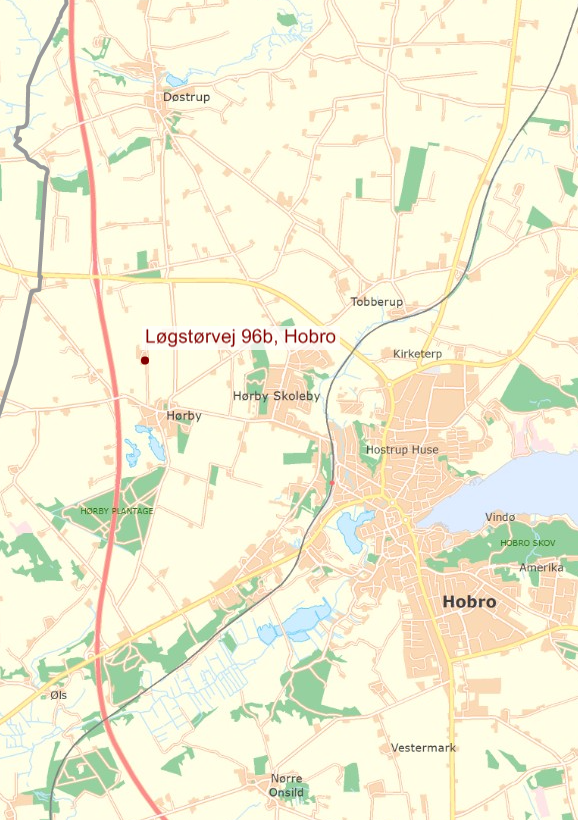 Døstrup
Tobberup
Løgstørvej 96b, Hobro
Kirketerp
Hørby Skoleby
Hørby
Hostrup Huse
HØRBY PLANTAGE
Vindø
HOBRO SKOV
Amerika
Hobro
Øls
Vestermark
Nørre
Onsild